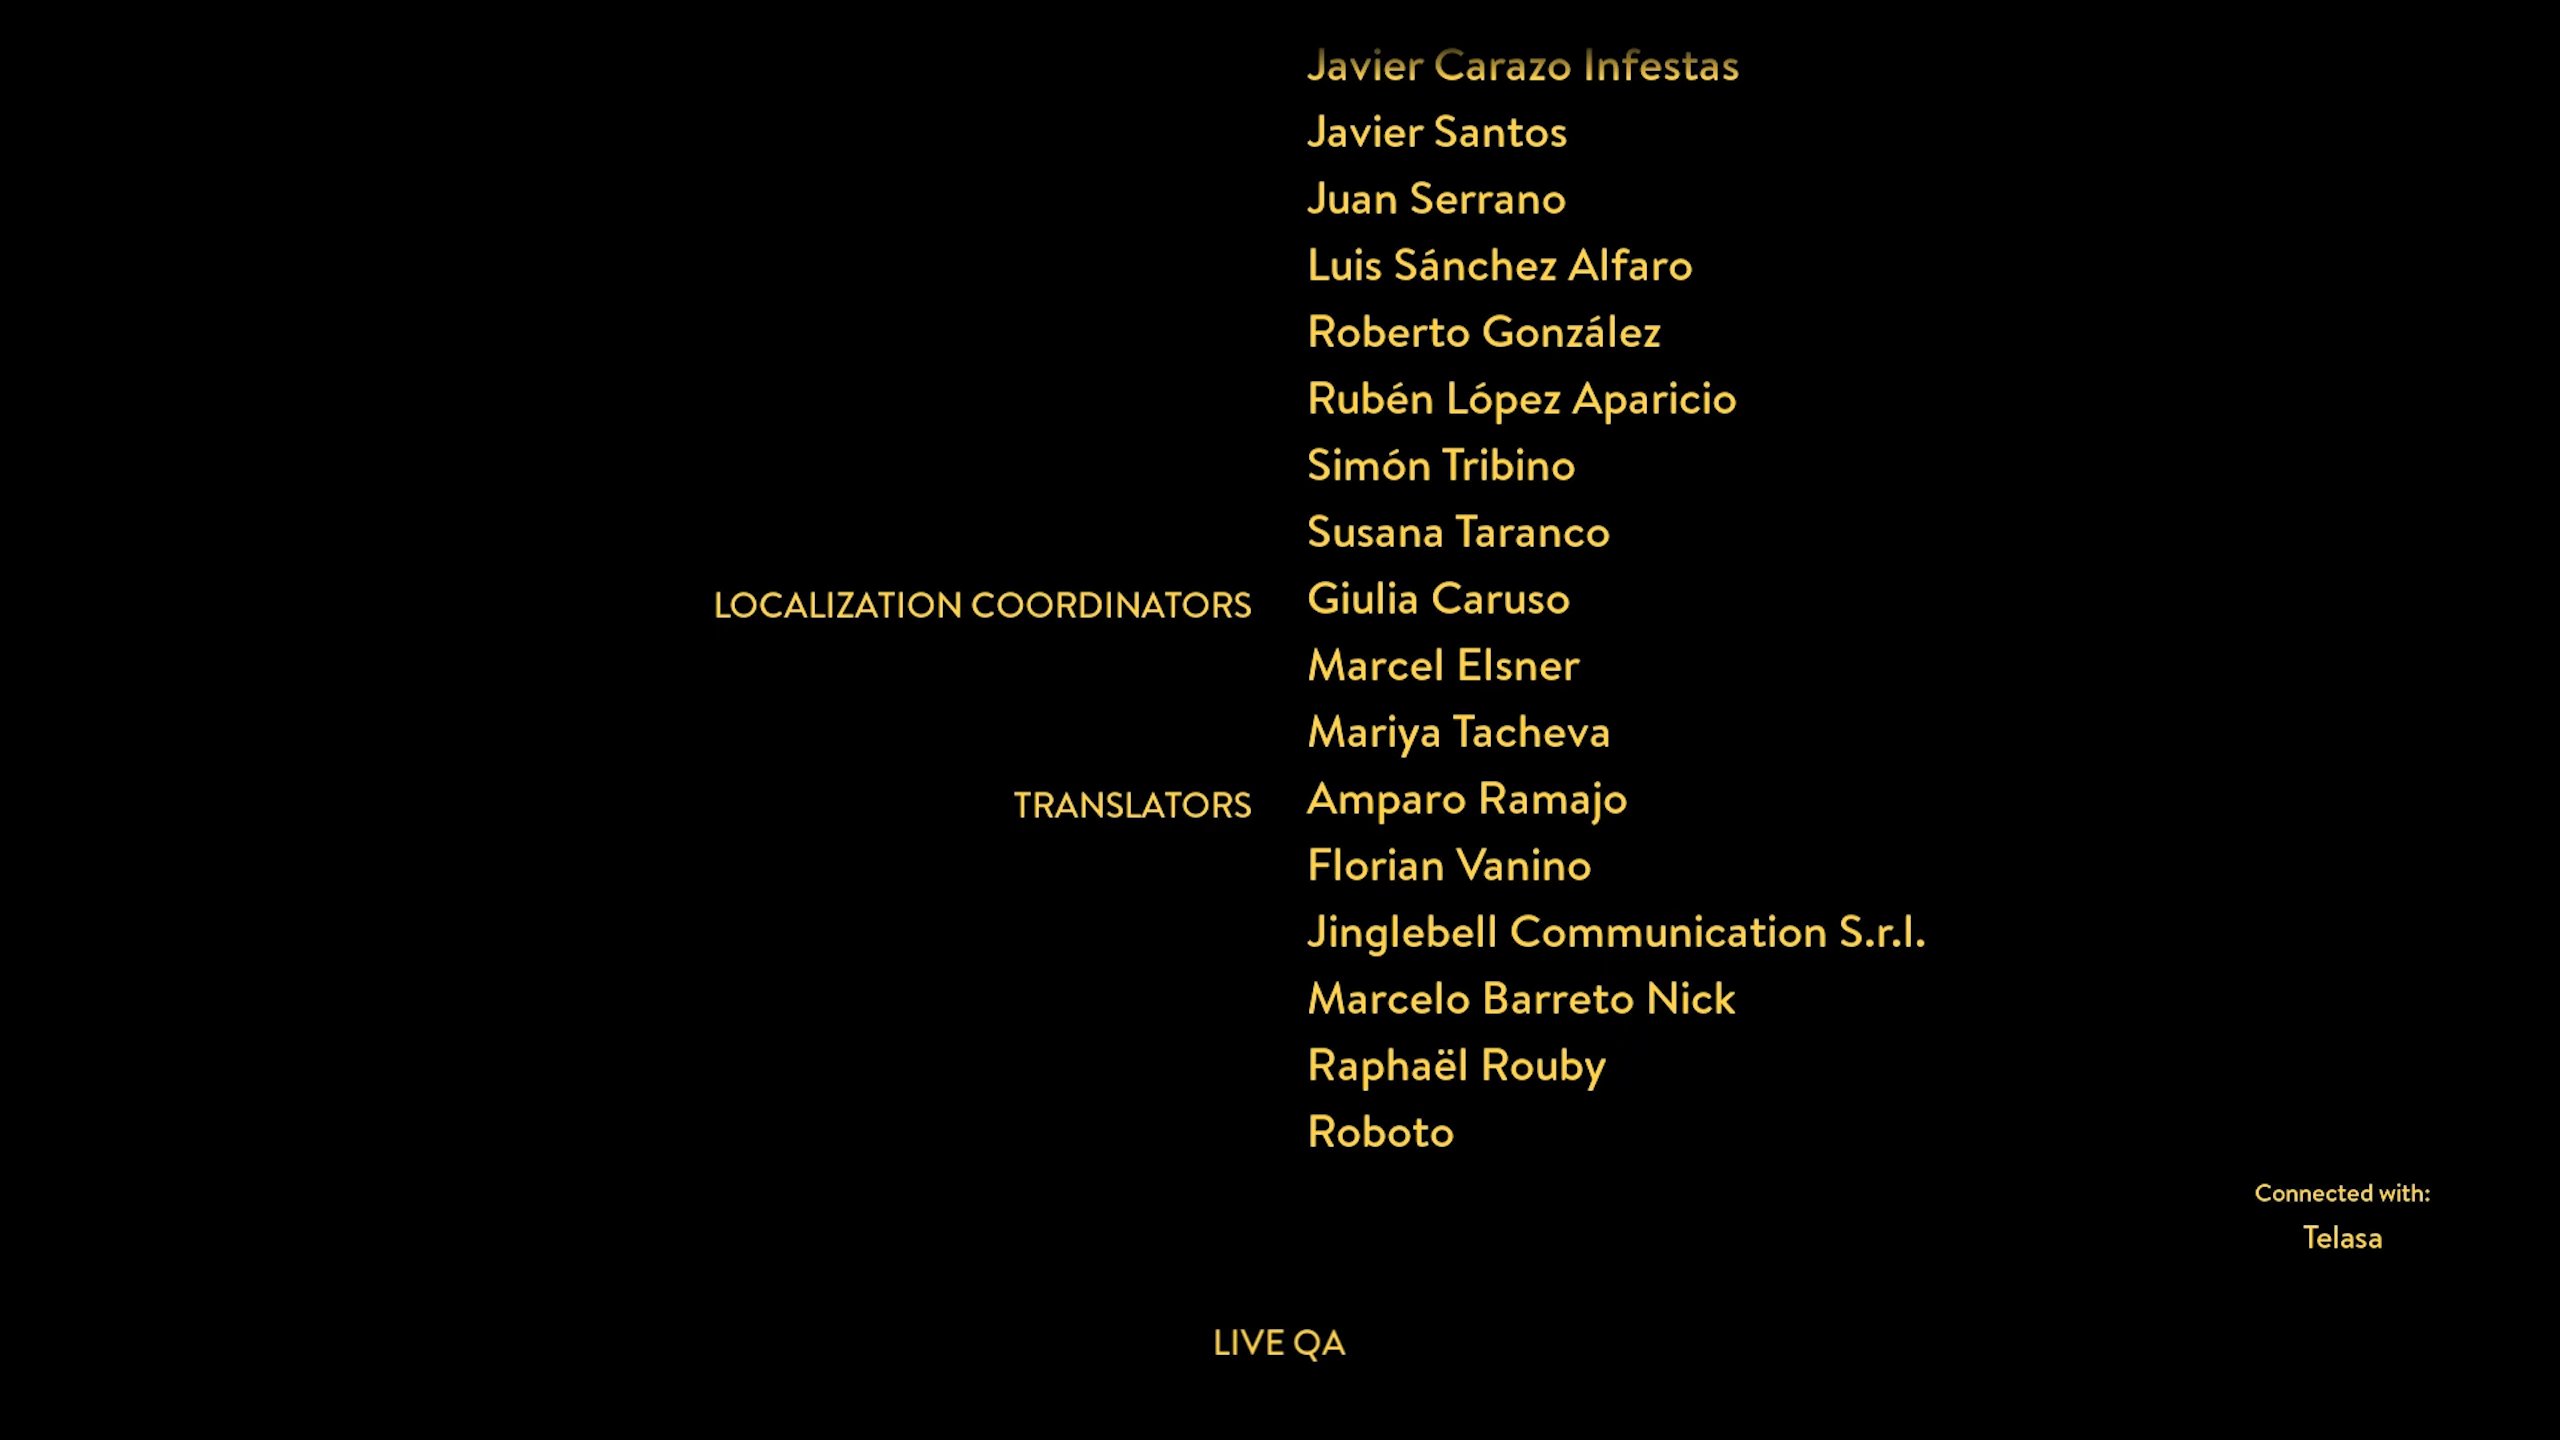 Javier Carazo Infestas
Javier Santos
Juan Serrano
Luis Sánchez Alfaro
Roberto González
Rubén López Aparicio
Simón Tribino
Susana Taranco
LOCALIZATION COORDINATORS Giulia Caruso
Marcel Elsner
Mariya Tacheva
TRANSLATORS Amparo Ramajo
Florian Vanino
Jinglebell Communication S.r.l.
Marcelo Barreto Nick
Raphaël Rouby
Roboto
Connected with:
Telasa
LIVE QA